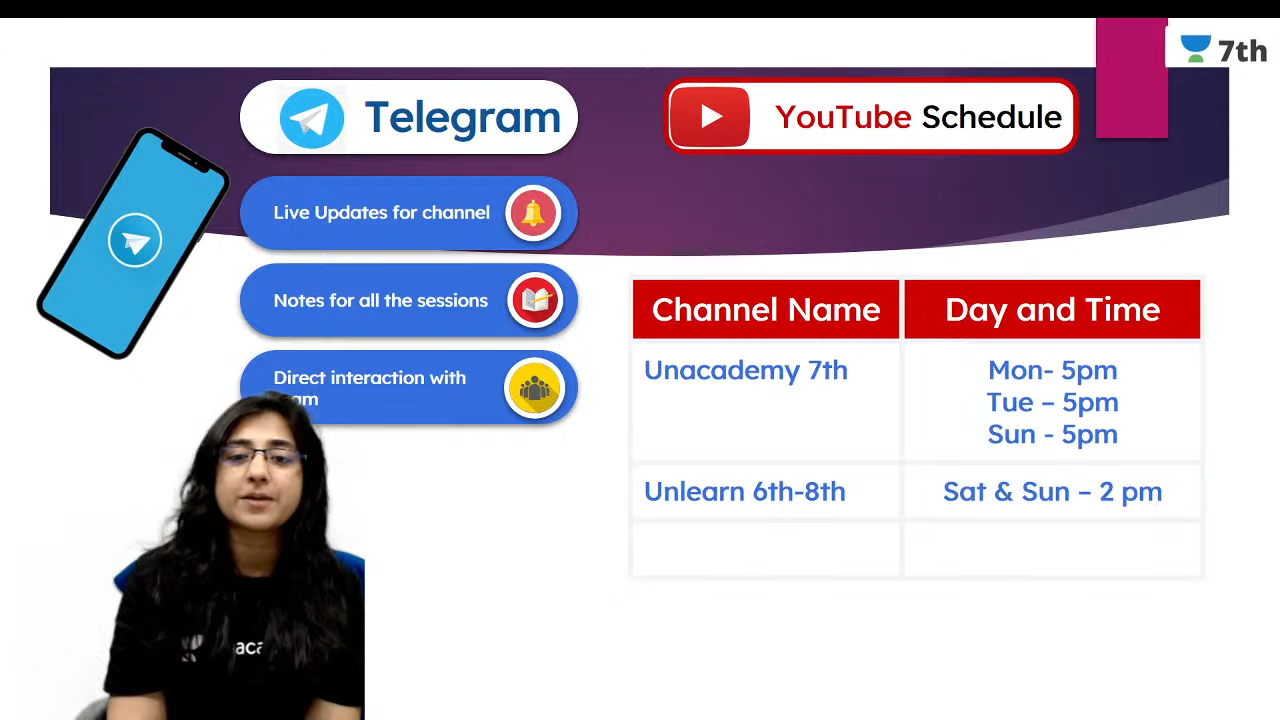 7th
Telegram
YouTube Schedule
Live Updates for channel
Notes for all the sessions
Direct interaction with
Channel Name Day and Time
Unacademy 7th Mon- 5pm
Tue – 5pm
Sun - 5pm
Unlearn 6th-8th Sat & Sun – 2 pm